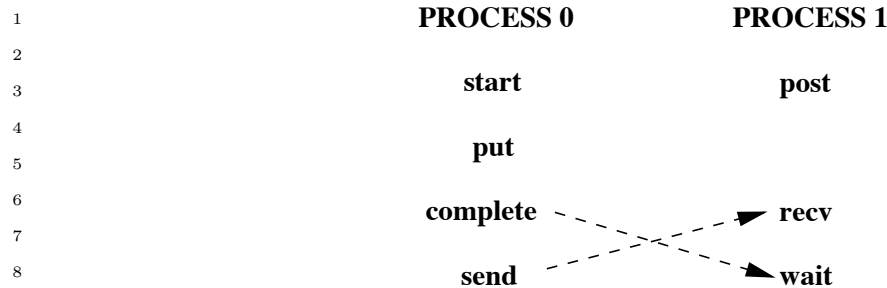 1 PROCESS 0 PROCESS 1
2
3 start post
4
5 put
6 complete recv
7
8 send wait